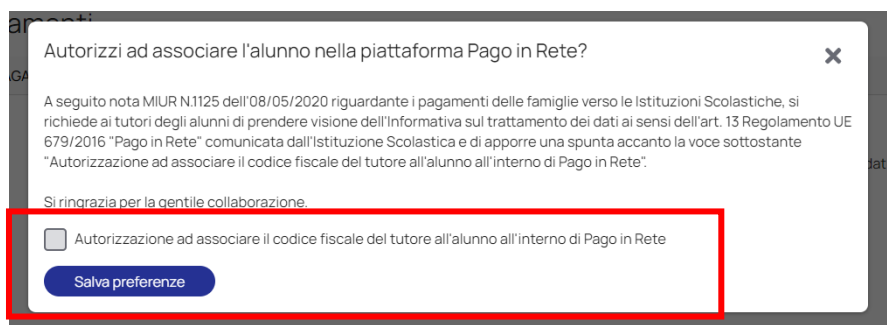 Autorizzi ad associare l'alunno nella piattaforma Pago in Rete?
A seguito nota MIUR N.1125 dell'08/05/2020 riguardante i pagamenti delle famiglie verso le Istituzioni Scolastiche, si
richiede ai tutori degli alunni di prendere visione dell'Informativa sul trattamento dei dati ai sensi dell'art. 13 Regolamento UE
679/2016 "Pago in Rete" comunicata dall'Istituzione Scolastica e di apporre una spunta accanto la voce sottostante
"Autorizzazione ad associare il codice fiscale del tutore all'alunno all'interno di Pago in Rete".
Si ringrazia per la gentile collaborazione.
Autorizzazione ad associare il codice fiscale del tutore all'alunno all'interno di Pago in Rete
Salva preferenze